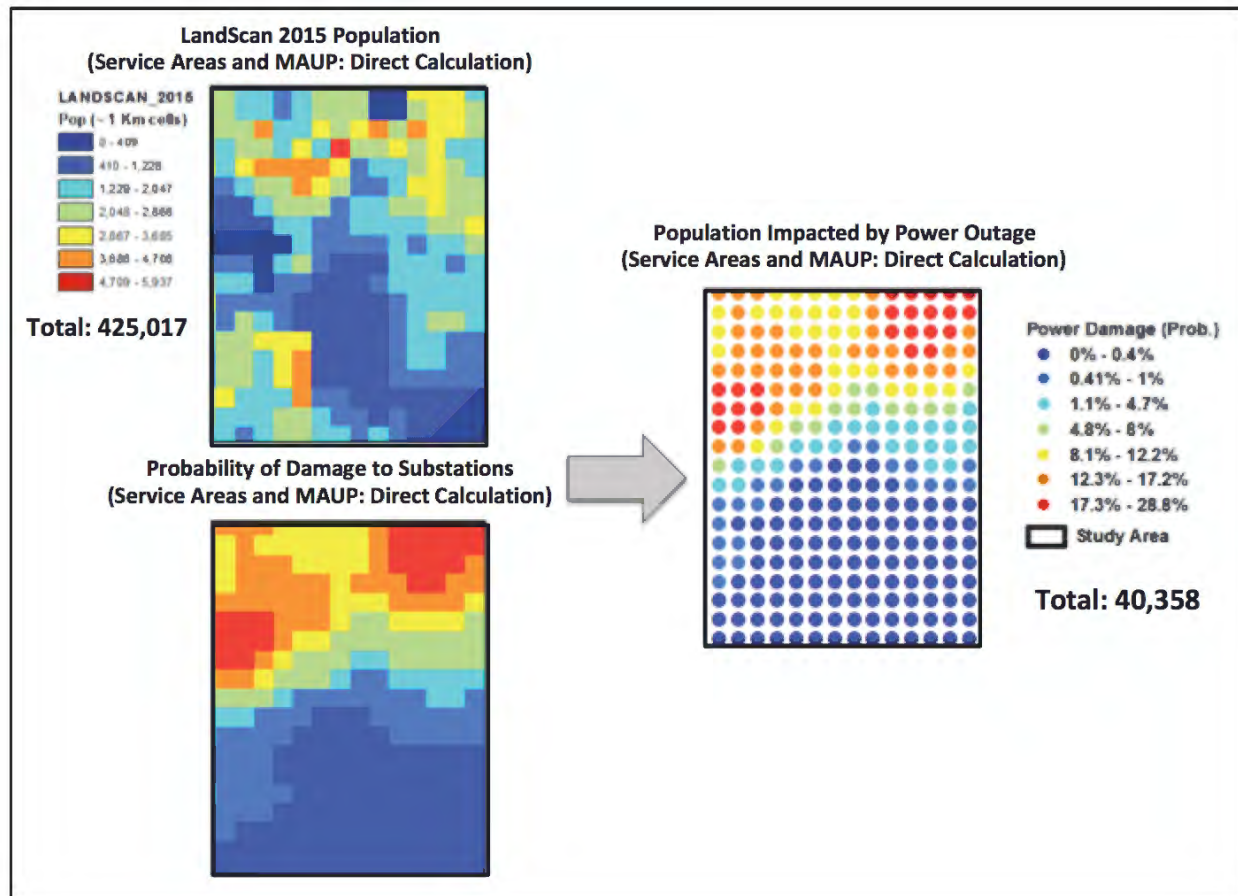 LandScan 2015 Population
(Service Areas and MAUP: Direct Calculation)
LANDSCAN_2015
Pop (~ 1 Km cells)
0 - 409
410 - 1,228
1,229 - 2,047
2,048 - 2,866
2,867 - 3,685
3,686 - 4,708
4,709 - 5,937
Total: 425,017
Probability of Damage to Substations
(Service Areas and MAUP: Direct Calculation)
Population Impacted by Power Outage
(Service Areas and MAUP: Direct Calculation)
Power Damage (Prob.)
0% - 0.4%
0.41% - 1%
1.1% - 4.7%
4.8% - 8%
8.1% - 12.2%
12.3% - 17.2%
17.3% - 28.8%
Study Area
Total: 40,358